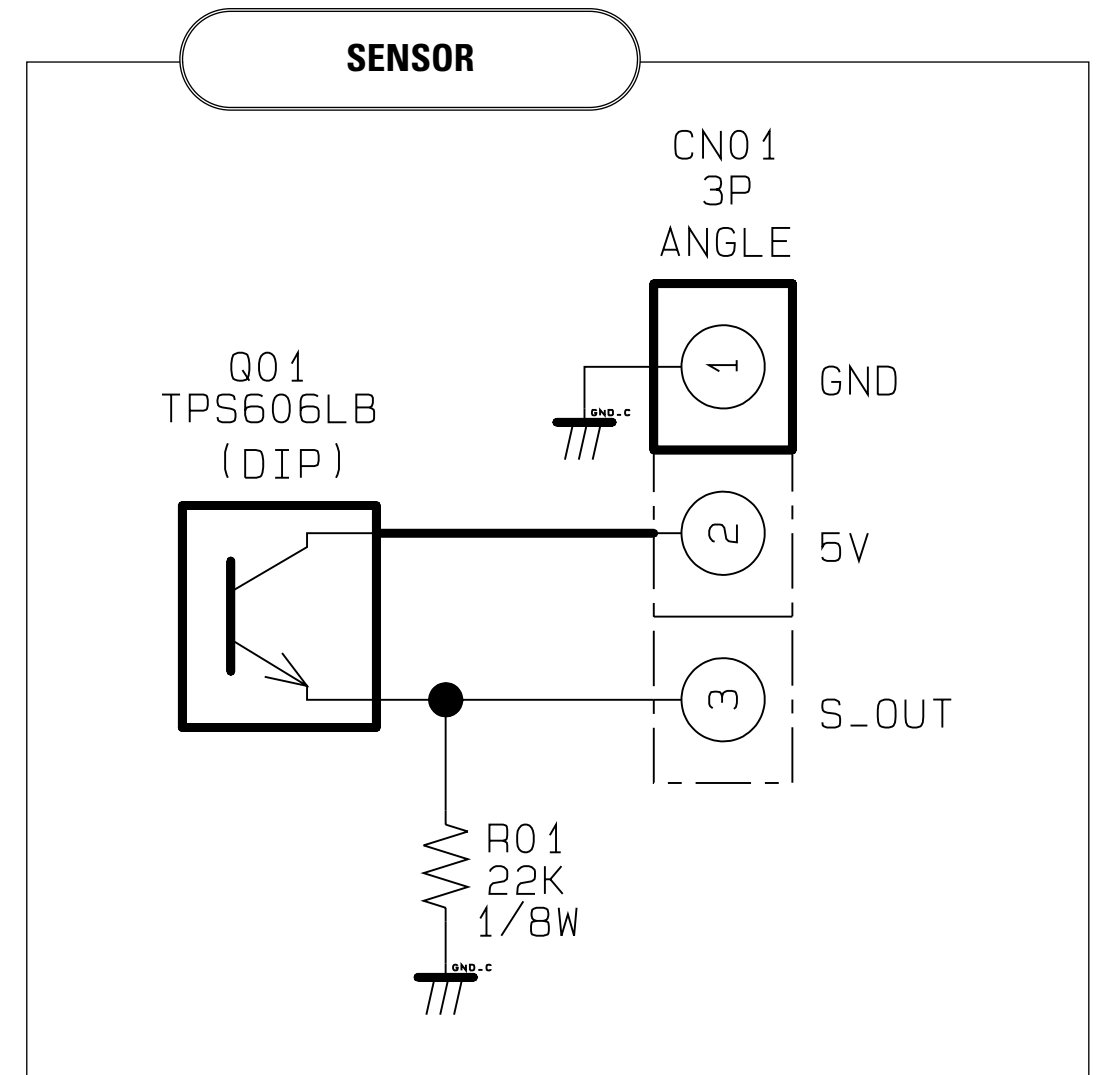 SENSOR
CN01
3P
ANGLE
1
GND
GND_C
Q01
TPS606LB
(DIP)
2
5V
3
S_OUT
R01
22K
1/8W
GND_C